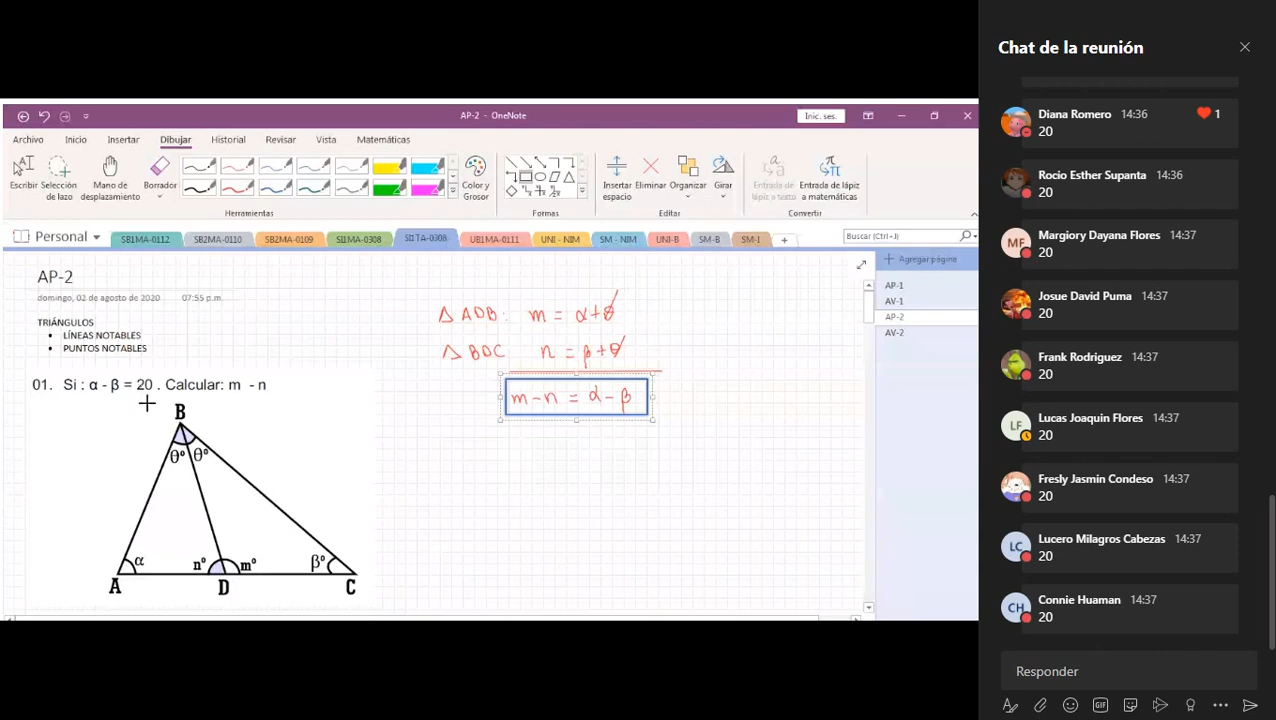 Chat de la reunión
AP-2 - OneNote
Inic. ses.
Archivo Inicio Insertar Dibujar Historial Revisar Vista Matemáticas
Escribir Selección de lazo Mano de desplazamiento Borrador Color y Grosor Insertar espacio Eliminar Organizar Girar Entrada de lápiz a texto Entrada de lápiz a matemáticas
Herramientas Formas Editar Convertir
Personal SB1MA-0112 SB2MA-0110 SB2MA-0109 SI1MA-0308 SI1TA-0308 UB1MA-0111 UNI - NIM SM - NIM UNI-B SM-B SM-I Buscar (Ctrl+J)
Agregar página
AP-1
AV-1
AP-2
AV-2
AP-2
domingo, 02 de agosto de 2020 07:55 p.m.
TRIÁNGULOS
• LÍNEAS NOTABLES
• PUNTOS NOTABLES
01. Si : α - β = 20 . Calcular: m - n
B
θ° θ°
α n° m° β°
A D C
Δ ADB: m = α + θ
Δ BDC n = β + θ
m - n = α - β
Diana Romero 14:36 1
20
Rocio Esther Supanta 14:36
20
MF Margiory Dayana Flores 14:37
20
Josue David Puma 14:37
20
Frank Rodriguez 14:37
20
LF Lucas Joaquin Flores 14:37
20
Fresly Jasmin Condeso 14:37
20
LC Lucero Milagros Cabezas 14:37
20
CH Connie Huaman 14:37
20
Responder
GIF